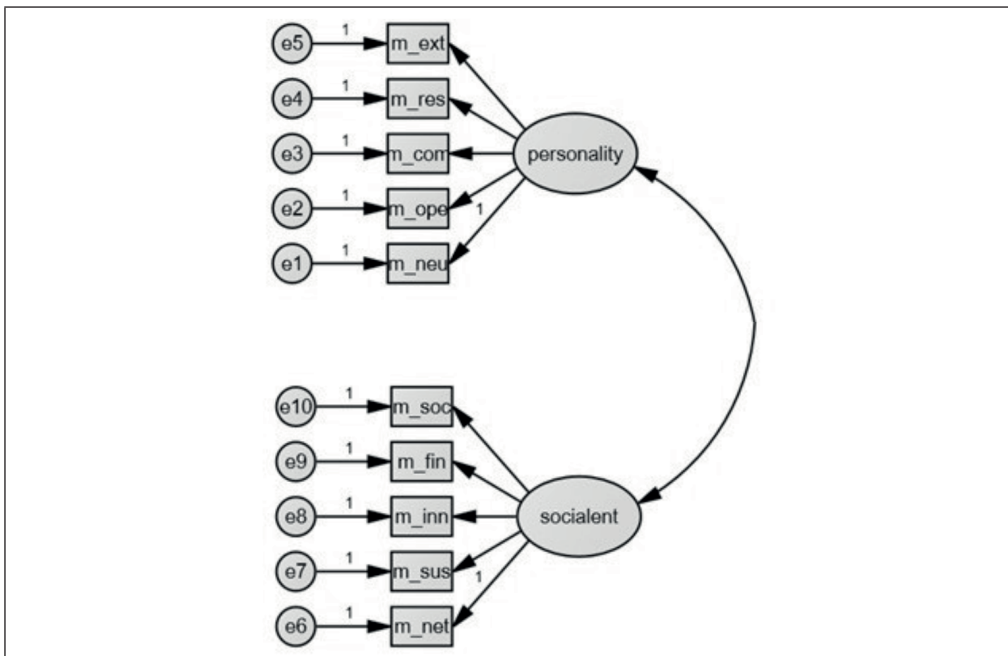 e5 1 m_ext
e4 1 m_res
personality
e3 1 m_com
e2 1 m_ope
1
e1 1 m_neu
e10 1 m_soc
e9 1 m_fin
e8 1 m_inn
socialent
e7 1 m_sus
1
e6 1 m_net